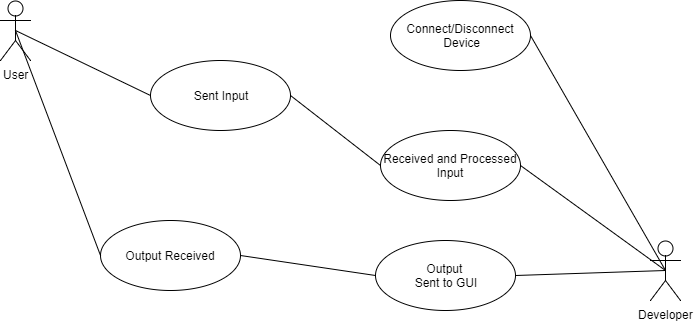 Connect/Disconnect
Device
User
Sent Input
Received and Processed
Input
Output Received
Output
Sent to GUI
Developer